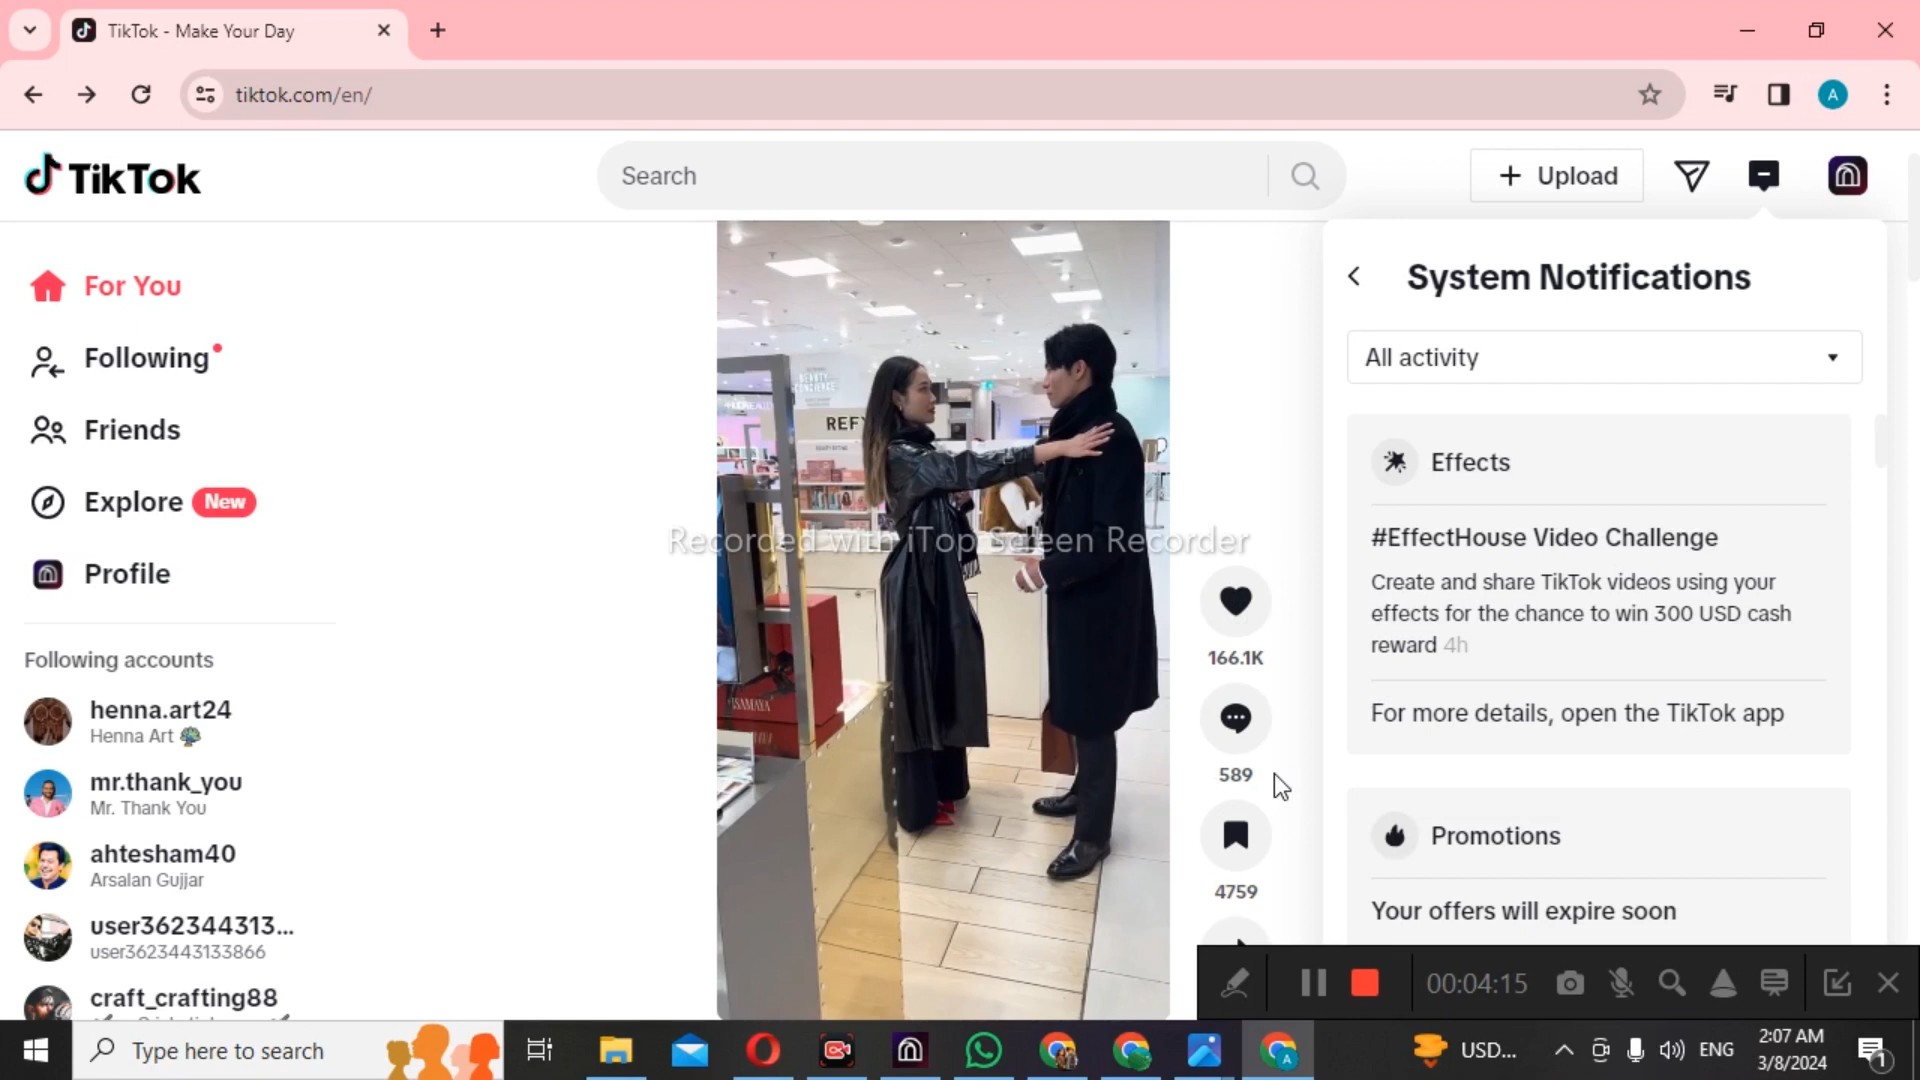 TikTok - Make Your Day
tiktok.com/en/
A
TikTok
Search
Upload
For You
Following
Friends
Explore New
Profile
Following accounts
henna.art24
Henna Art
mr.thank_you
Mr. Thank You
ahtesham40
Arsalan Gujjar
user362344313...
user3623443133866
craft_crafting88
BEAUTY
CONCIERGE
REFY
ISAMAYA
Recorded with iTop Screen Recorder
166.1K
589
4759
System Notifications
All activity
Effects
#EffectHouse Video Challenge
Create and share TikTok videos using your
effects for the chance to win 300 USD cash
reward 4h
For more details, open the TikTok app
Promotions
Your offers will expire soon
00:04:15
Type here to search
A
USD...
ENG
2:07 AM
3/8/2024
1